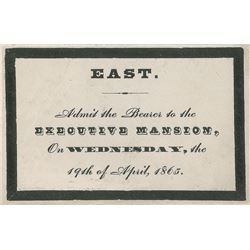 EAST.
Admit the Bearer to the
EXECUTIVE MANSION,
On WEDNESDAY, the
19th of April, 1865.